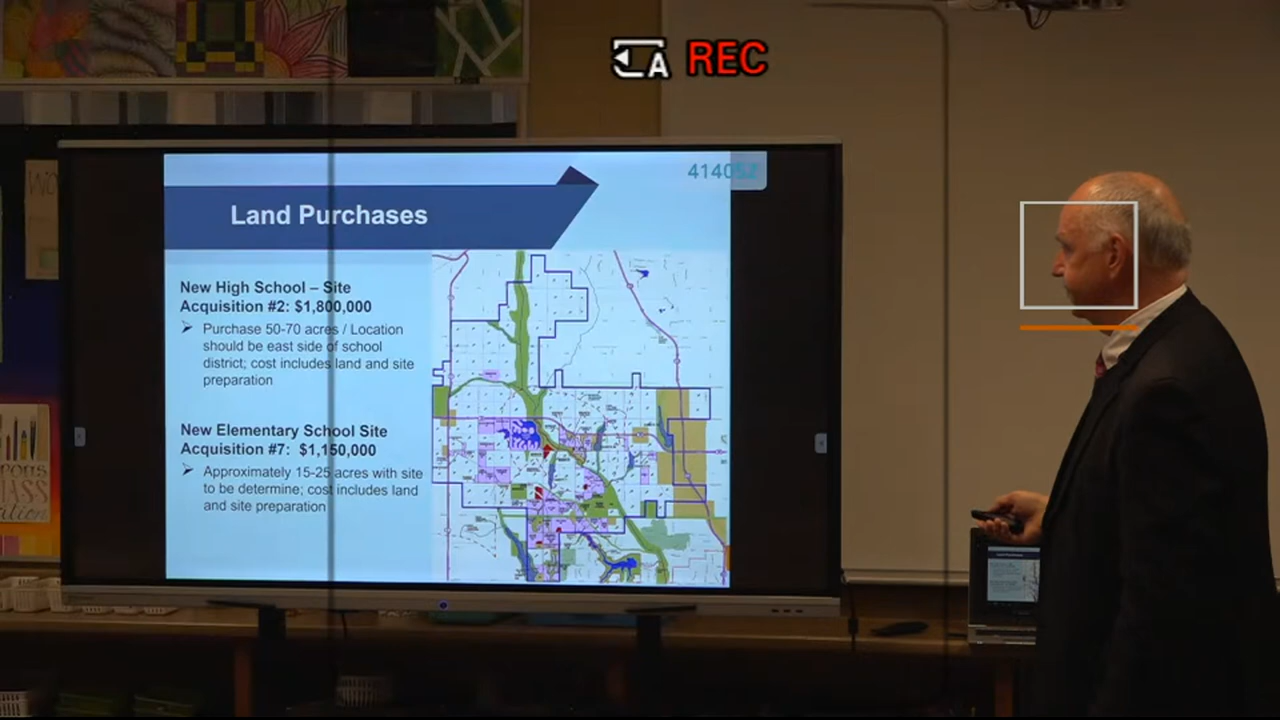 A REC
414052
Land Purchases
New High School – Site
Acquisition #2: $1,800,000
➢ Purchase 50-70 acres / Location
should be east side of school
district; cost includes land and site
preparation
New Elementary School Site
Acquisition #7: $1,150,000
➢ Approximately 15-25 acres with site
to be determine; cost includes land
and site preparation